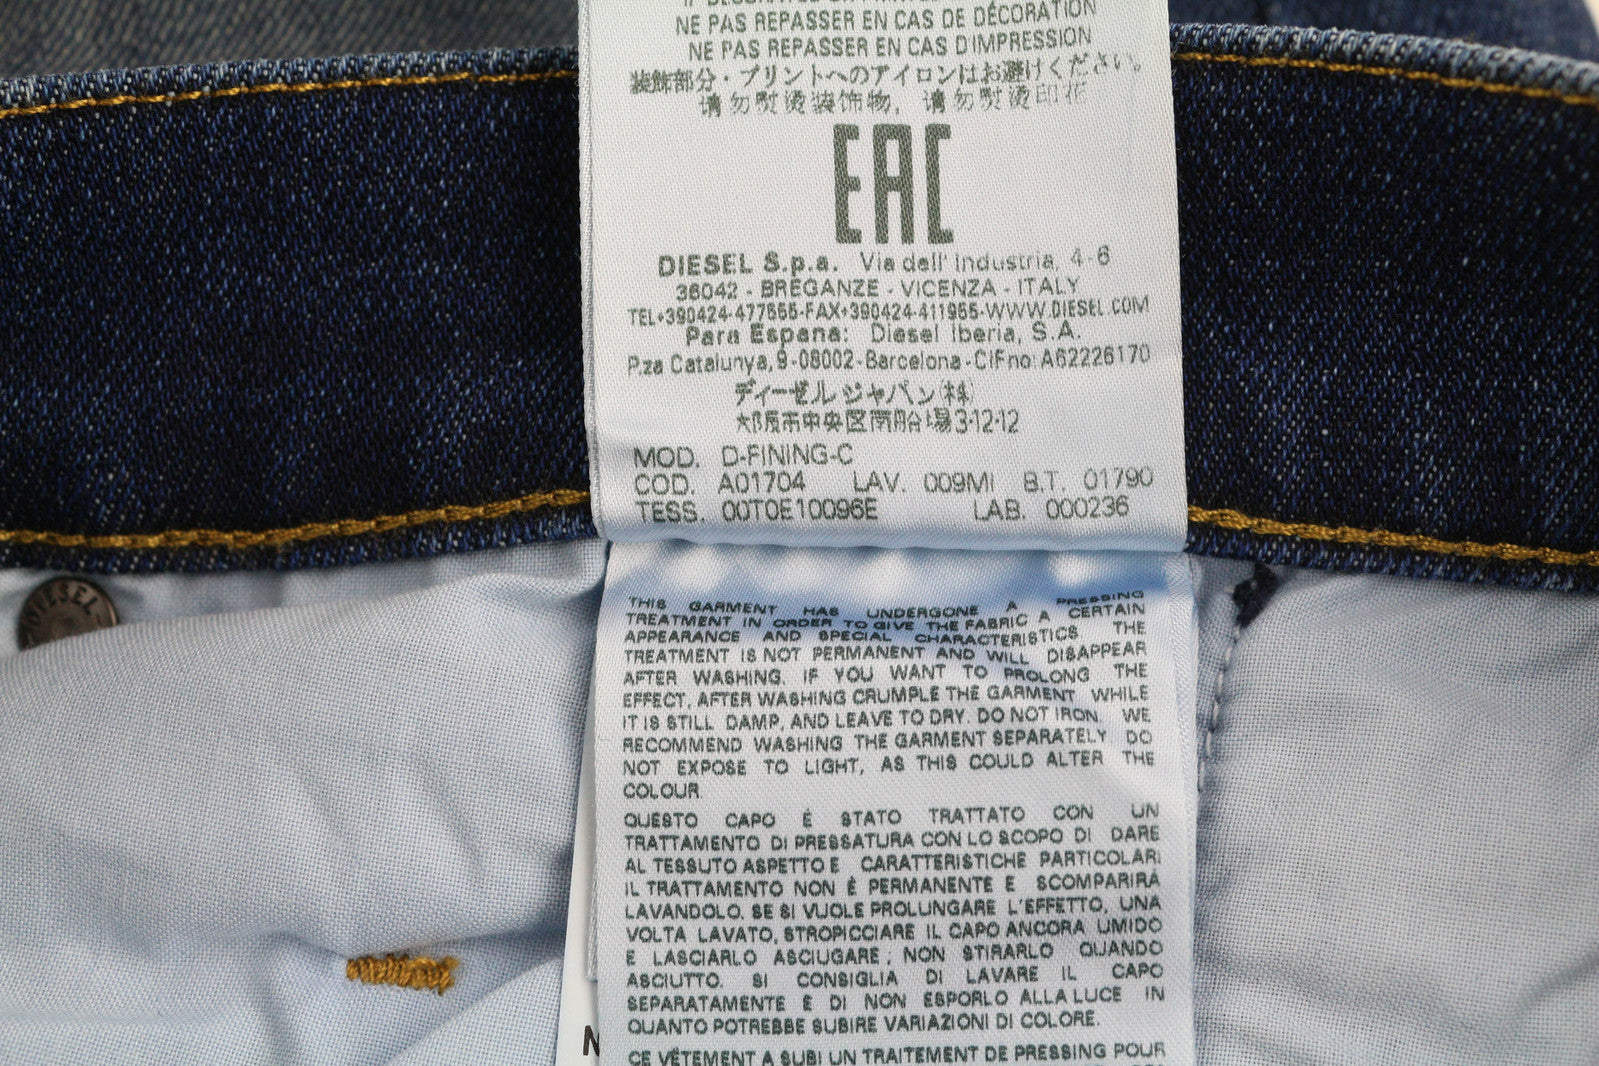 NE PAS REPASSER EN CAS DE DÉCORATION
NE PAS REPASSER EN CAS D'IMPRESSION
装飾部分・プリントへのアイロンはお避けください。
请勿熨烫装饰物，请勿熨烫印花
EAC
DIESEL S.p.a. Via dell' Industria, 4-6
36042 - BREGANZE - VICENZA - ITALY
TEL+390424-477555-FAX+390424-411955-WWW.DIESEL.COM
Para Espana: Diesel Iberia, S.A.
P.za Catalunya, 9-08002-Barcelona-CIFno: A62226170
ディーゼル ジャパン(株)
大阪市中央区南船場3-12-12
MOD. D-FINING-C
COD. A01704 LAV. 009MI B.T. 01790
TESS. 00T0E10096E LAB. 000236
DIESEL
THIS GARMENT HAS UNDERGONE A PRESSING
TREATMENT IN ORDER TO GIVE THE FABRIC A CERTAIN
APPEARANCE AND SPECIAL CHARACTERISTICS THE
TREATMENT IS NOT PERMANENT AND WILL DISAPPEAR
AFTER WASHING. IF YOU WANT TO PROLONG THE
EFFECT, AFTER WASHING CRUMPLE THE GARMENT WHILE
IT IS STILL DAMP, AND LEAVE TO DRY. DO NOT IRON. WE
RECOMMEND WASHING THE GARMENT SEPARATELY DO
NOT EXPOSE TO LIGHT, AS THIS COULD ALTER THE
COLOUR
QUESTO CAPO É STATO TRATTATO CON UN
TRATTAMENTO DI PRESSATURA CON LO SCOPO DI DARE
AL TESSUTO ASPETTO E CARATTERISTICHE PARTICOLARI
IL TRATTAMENTO NON É PERMANENTE E SCOMPARIRÁ
LAVANDOLO. SE SI VUOLE PROLUNGARE L'EFFETTO, UNA
VOLTA LAVATO, STROPICCIARE IL CAPO ANCORA UMIDO
E LASCIARLO ASCIUGARE; NON STIRARLO QUANDO
ASCIUTTO. SI CONSIGLIA DI LAVARE IL CAPO
SEPARATAMENTE E DI NON ESPORLO ALLA LUCE IN
QUANTO POTREBBE SUBIRE VARIAZIONI DI COLORE.
CE VÊTEMENT A SUBI UN TRAITEMENT DE PRESSING POUR